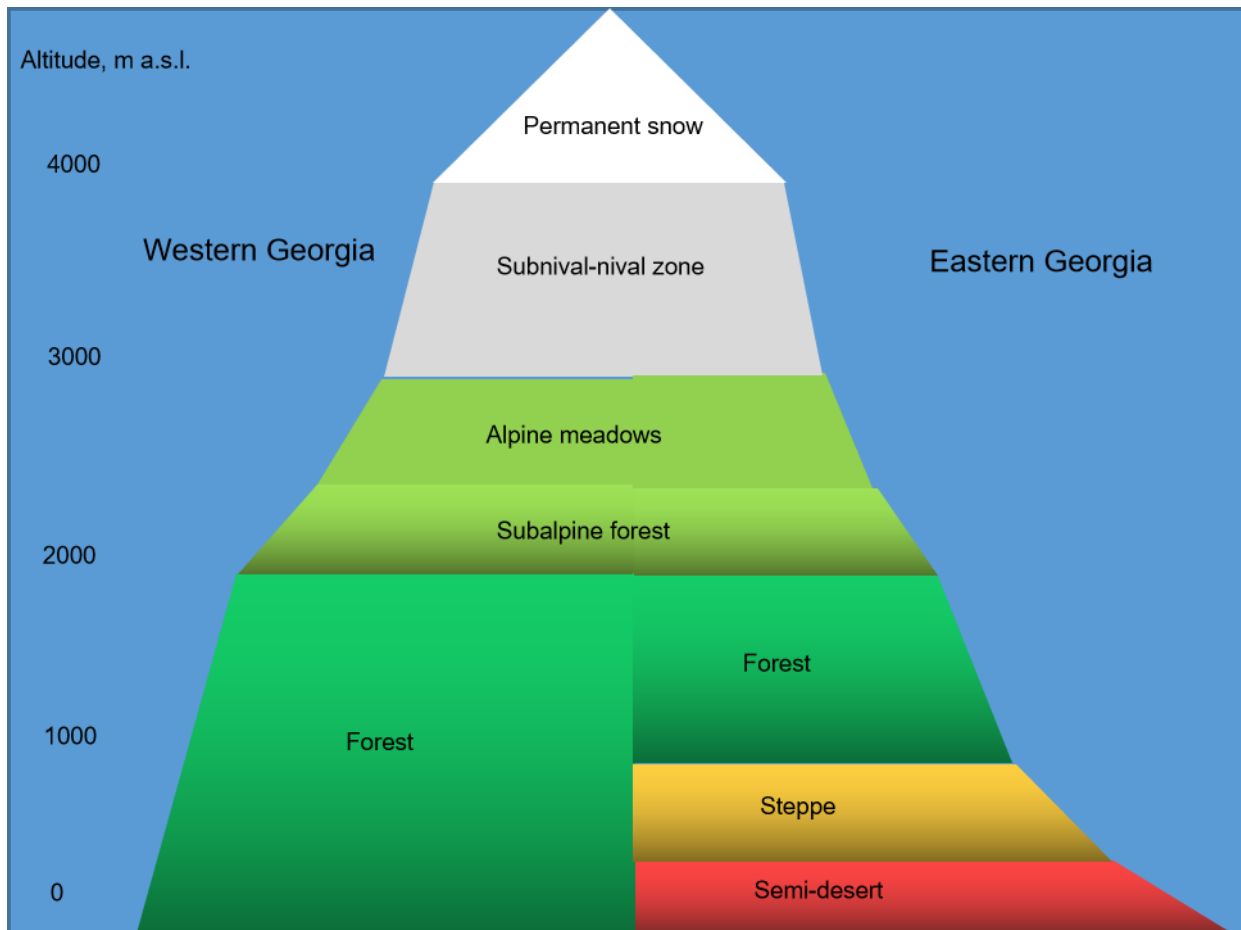 Altitude, m a.s.l.
Permanent snow
4000
Western Georgia
Eastern Georgia
Subnival-nival zone
3000
Alpine meadows
Subalpine forest
2000
Forest
1000
Forest
Steppe
0
Semi-desert